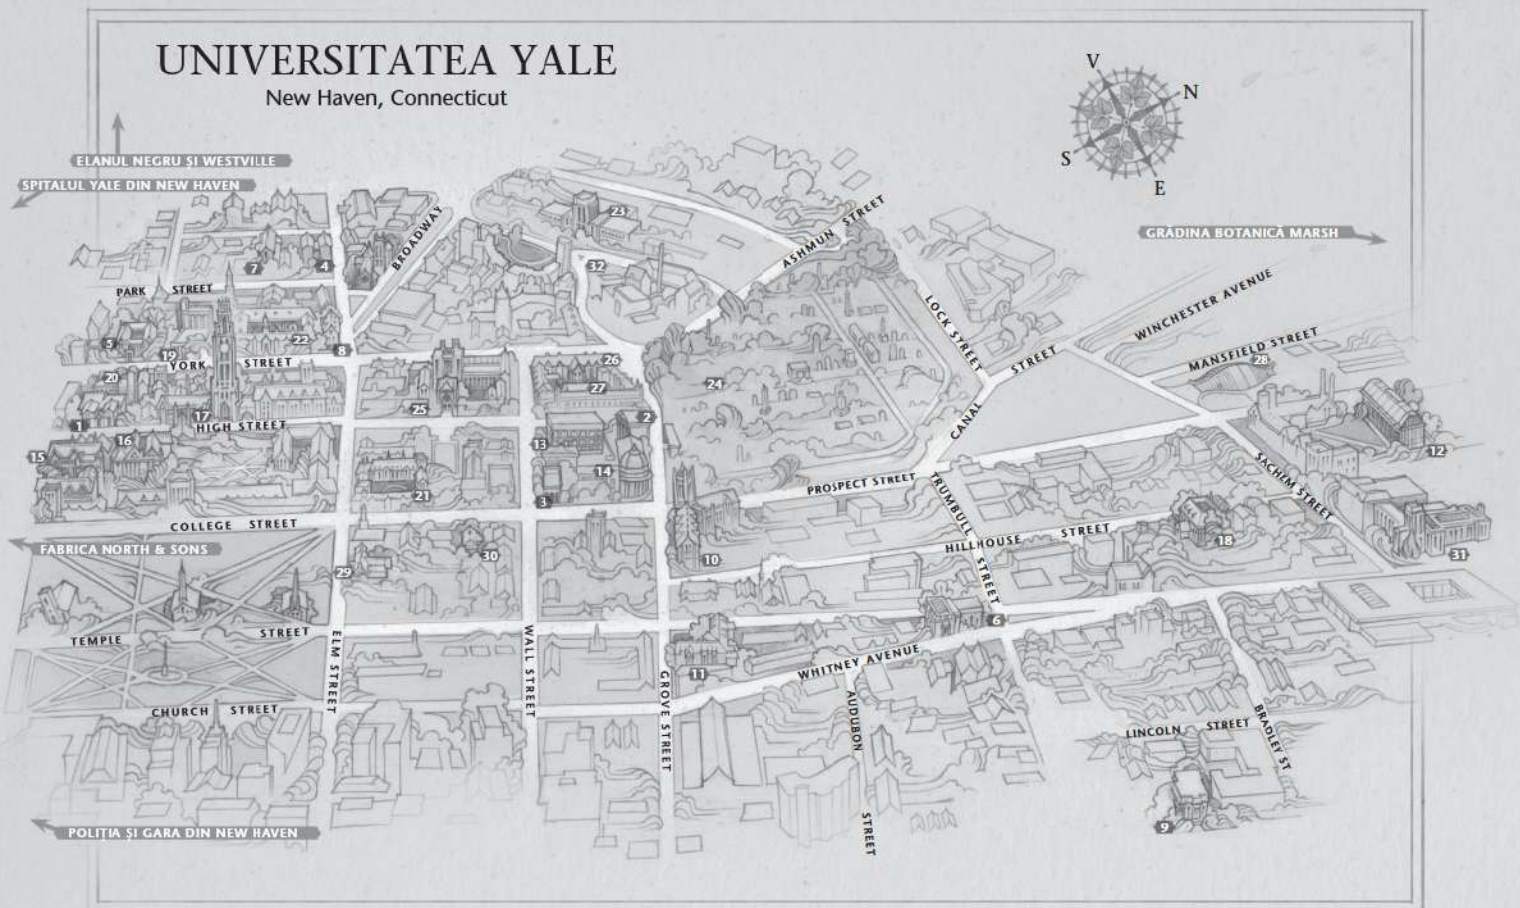 UNIVERSITATEA YALE
New Haven, Connecticut
V
N
S
E
ELANUL NEGRU ȘI WESTVILLE
SPITALUL YALE DIN NEW HAVEN
GRĂDINA BOTANICĂ MARSH
BROADWAY
ASHMUN STREET
23
7
4
32
PARK STREET
LOCK STREET
WINCHESTER AVENUE
MANSFIELD STREET
5
19
22
8
YORK STREET
26
28
20
27
24
CANAL STREET
1
17
25
2
HIGH STREET
16
13
12
15
14
21
3
PROSPECT STREET
TRUMBULL STREET
SACHEM STREET
COLLEGE STREET
HILLHOUSE STREET
18
31
FABRICA NORTH & SONS
30
10
29
TEMPLE STREET
ELM STREET
WALL STREET
GROVE STREET
6
11
WHITNEY AVENUE
AUDUBON STREET
CHURCH STREET
LINCOLN STREET
BRADLEY ST
9
POLIȚIA ȘI GARA DIN NEW HAVEN